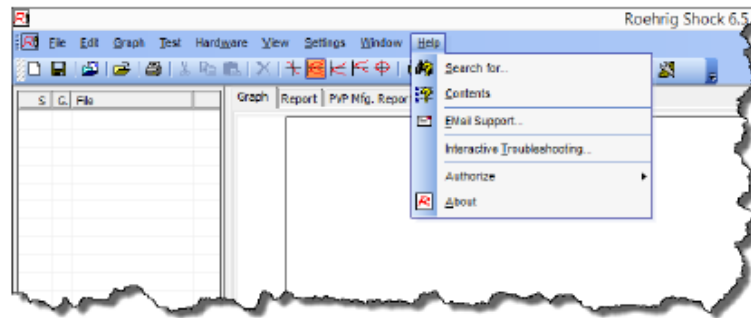 Roehrig Shock 6.5
File Edit Graph Test Hardware View Settings Window Help
S G. File
Graph Report PVP Mfg. Repor
Search for...
Contents
EMail Support...
Interactive Troubleshooting...
Authorize
About